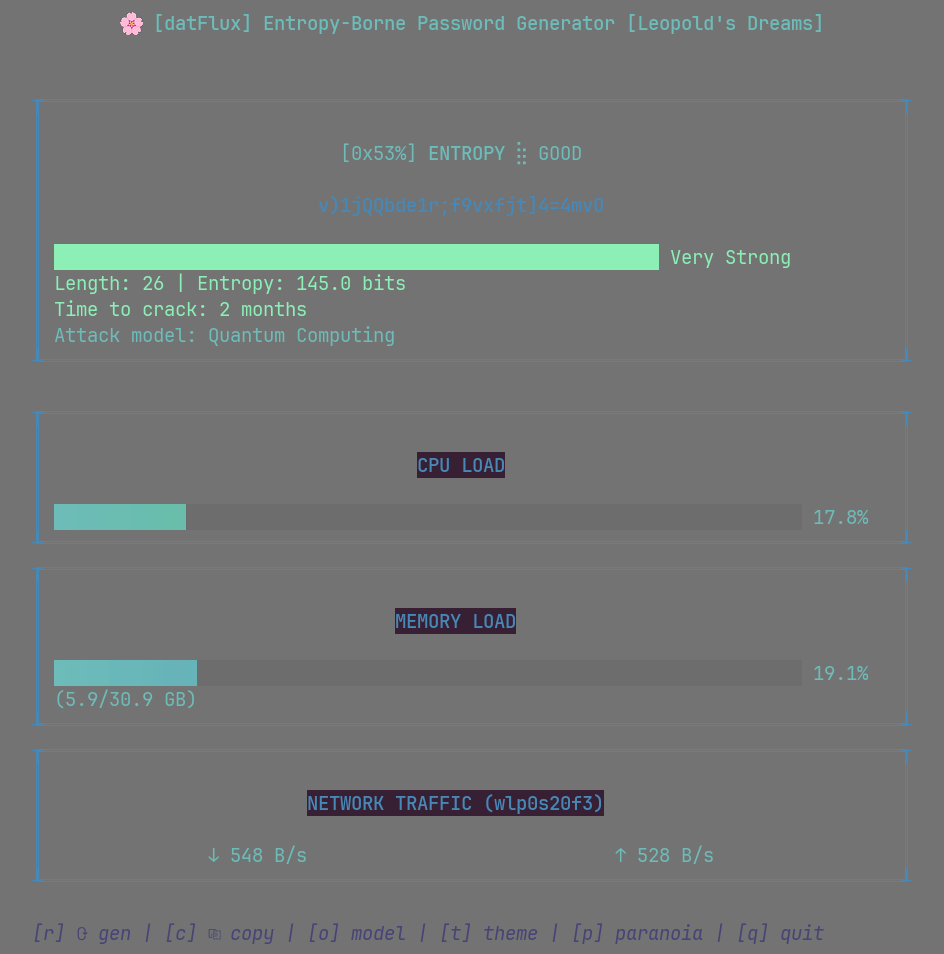 🌸 [datFlux] Entropy-Borne Password Generator [Leopold's Dreams]
[0x53%] ENTROPY ⣽ GOOD
v)1jQQbde1r;f9vxfjt]4=4mvO
Very Strong
Length: 26 | Entropy: 145.0 bits
Time to crack: 2 months
Attack model: Quantum Computing
CPU LOAD
17.8%
MEMORY LOAD
19.1%
(5.9/30.9 GB)
NETWORK TRAFFIC (wlp0s20f3)
↓ 548 B/s ↑ 528 B/s
[r] gen | [c] copy | [o] model | [t] theme | [p] paranoia | [q] quit